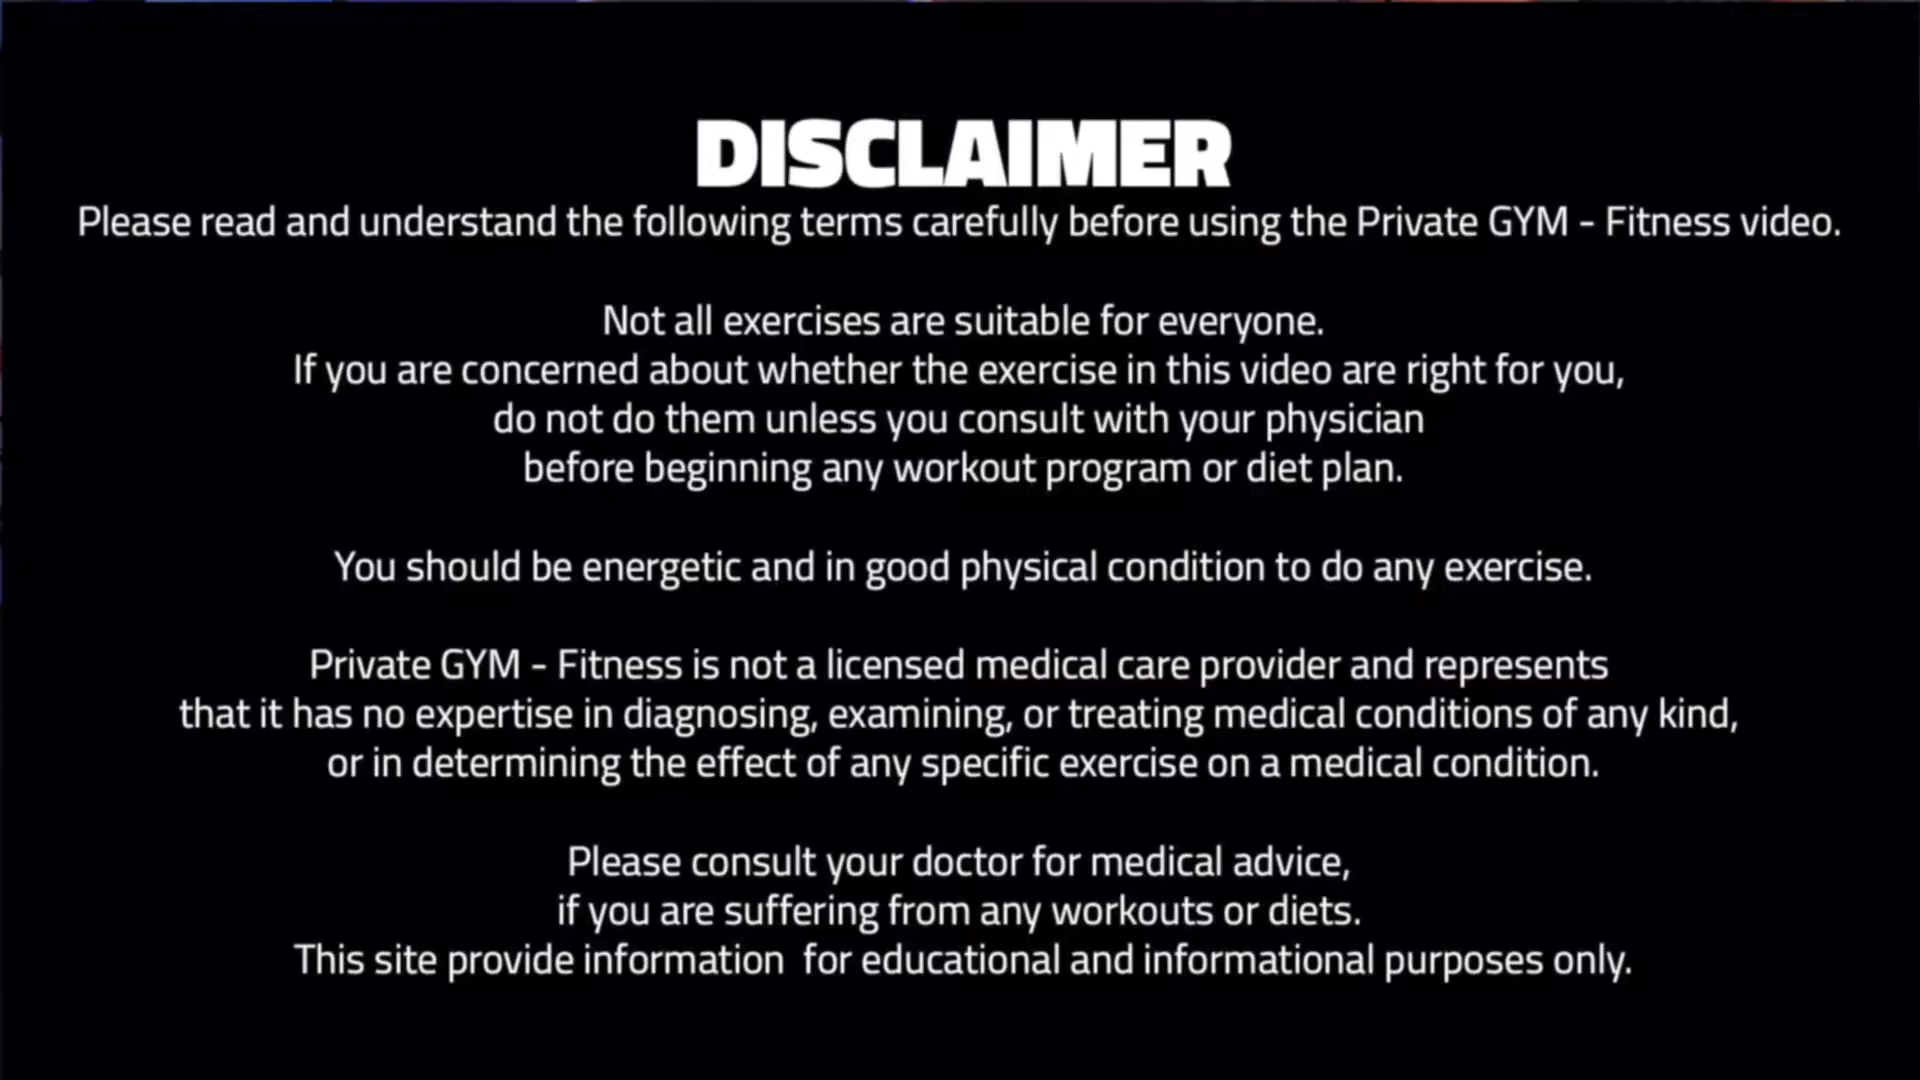 DISCLAIMER
Please read and understand the following terms carefully before using the Private GYM - Fitness video.
Not all exercises are suitable for everyone.
If you are concerned about whether the exercise in this video are right for you,
do not do them unless you consult with your physician
before beginning any workout program or diet plan.
You should be energetic and in good physical condition to do any exercise.
Private GYM - Fitness is not a licensed medical care provider and represents
that it has no expertise in diagnosing, examining, or treating medical conditions of any kind,
or in determining the effect of any specific exercise on a medical condition.
Please consult your doctor for medical advice,
if you are suffering from any workouts or diets.
This site provide information  for educational and informational purposes only.